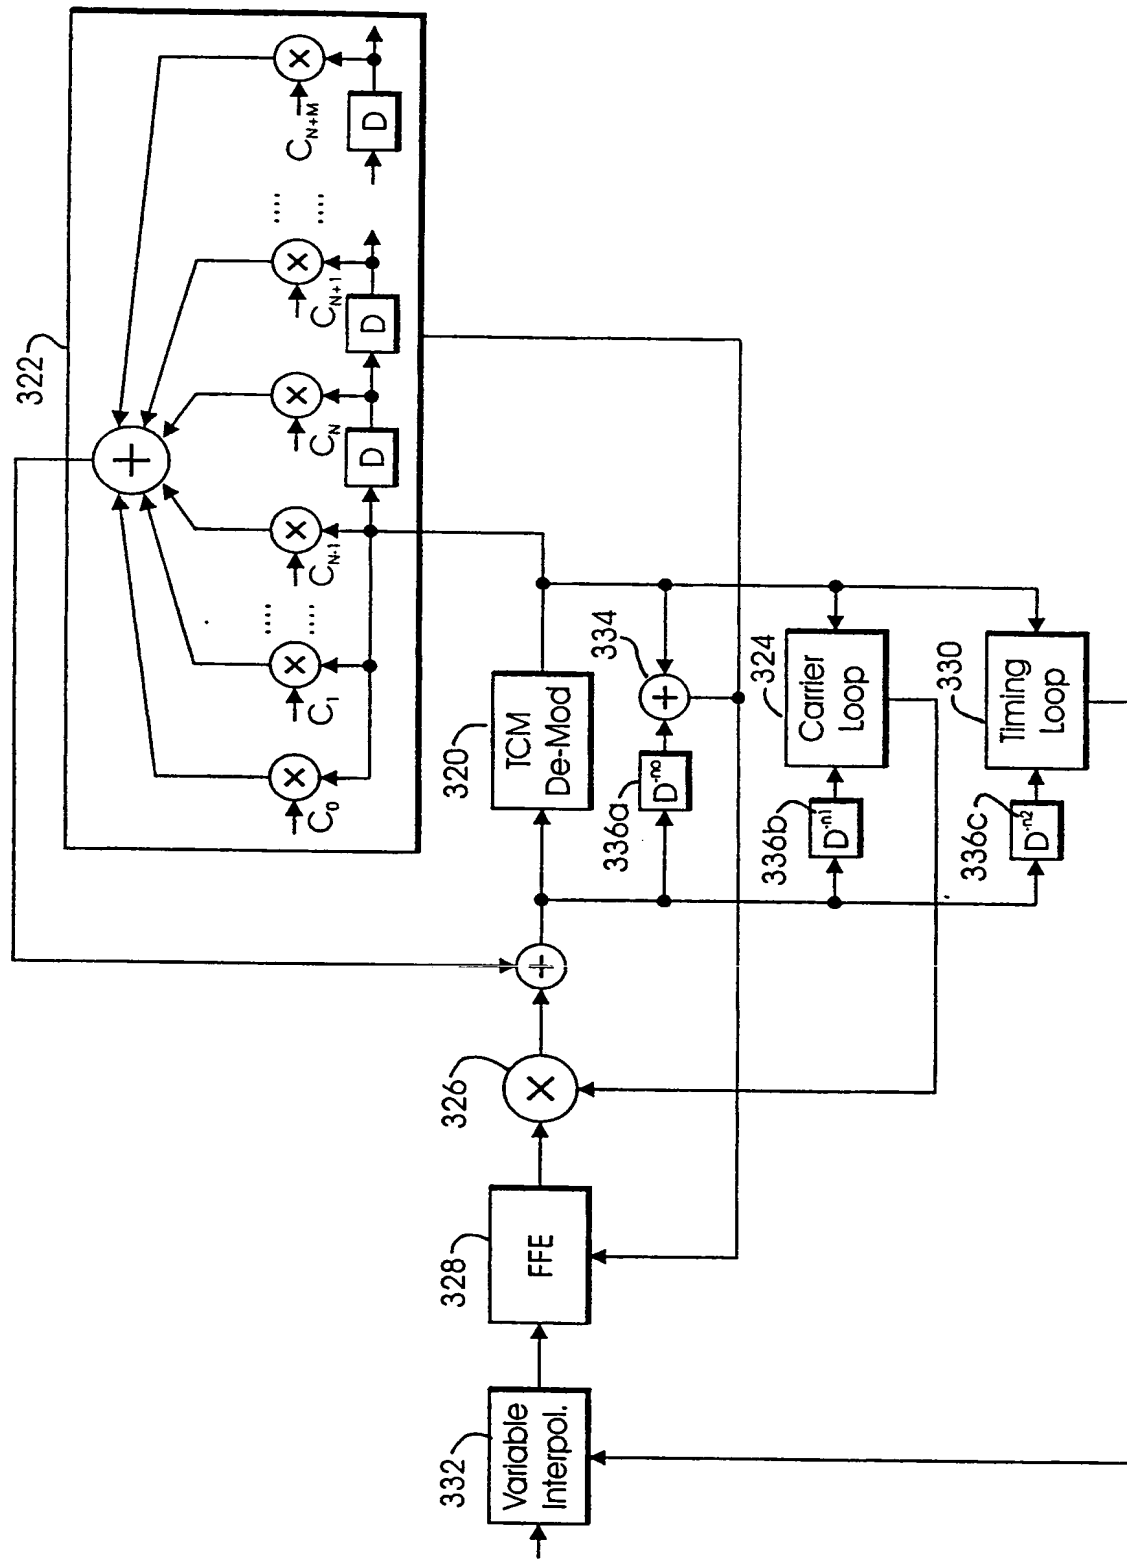 322
+
×
×
×
×
×
×
C0
C1
....
....
CN-1
CN
CN+1
....
....
CN+M
D
D
D
332
Variable
Interpol.
328
FFE
326
×
+
320
TCM
De-Mod
334
+
336a
D-no
324
Carrier
Loop
336b
D-n1
330
Timing
Loop
336c
D-n2